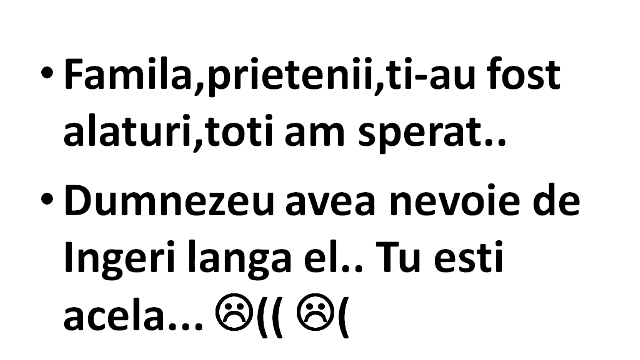 • Famila,prietenii,ti-au fost
alaturi,toti am sperat..
• Dumnezeu avea nevoie de
Ingeri langa el.. Tu esti
acela... ☹(( ☹(